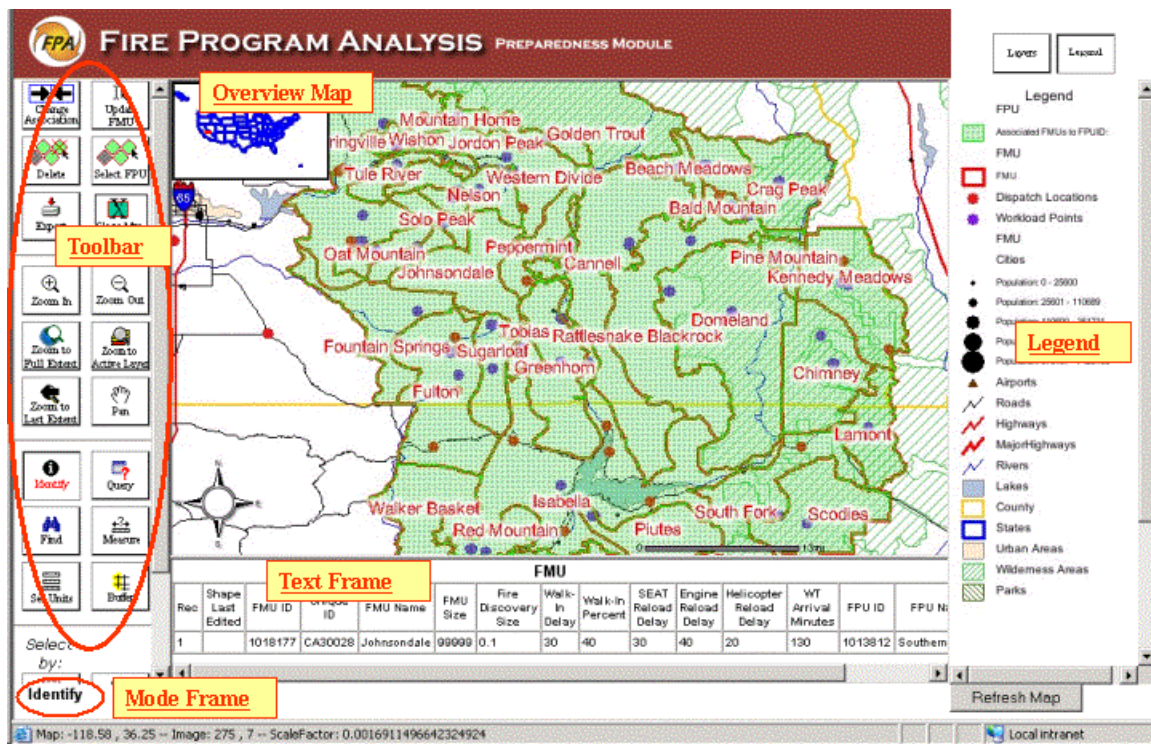 FPA
FIRE PROGRAM ANALYSIS PREPAREDNESS MODULE
Layers
Legend
Overview Map
Change Association
Update FMU
Delete
Select FPU
Export
Toolbar
Zoom In
Zoom Out
Zoom to Full Extent
Zoom to Active Layer
Zoom to Last Extent
Pan
Identify
Query
Find
Measure
Set Units
Buffer
Select by:
Identify
Mode Frame
65
Mountain Home
Wishon
Jordon Peak
Golden Trout
Tule River
Western Divide
Beach Meadows
Nelson
Crag Peak
Solo Peak
Bald Mountain
Oat Mountain
Peppermint
Johnsondale
Cannell
Pine Mountain
Kennedy Meadows
Tobias
Rattlesnake
Blackrock
Domeland
Fountain Springs
Sugarloaf
Greenhorn
Chimney
Fulton
Lamont
N
Isabella
Walker Basket
South Fork
Scodies
Red Mountain
Piutes
0 13mi
Text Frame
FMU
Rec
Shape Last Edited
FMU ID
Unique ID
FMU Name
FMU Size
Fire Discovery Size
Walk-In Delay
Walk-In Percent
SEAT Reload Delay
Engine Reload Delay
Helicopter Reload Delay
WT Arrival Minutes
FPU ID
FPU Na
1 1018177 CA30028 Johnsondale 99999 0.1 30 40 30 40 20 130 1013812 Southern
Legend
FPU
Associated FMUs to FPUID:
FMU
FMU
Dispatch Locations
Workload Points
FMU
Cities
Population: 0 - 25600
Population: 25601 - 110689
Legend
Airports
Roads
Highways
MajorHighways
Rivers
Lakes
County
States
Urban Areas
Wilderness Areas
Parks
Refresh Map
Map: -118.58 , 36.25 -- Image: 275 , 7 -- ScaleFactor: 0.0016911496642324924
Local intranet